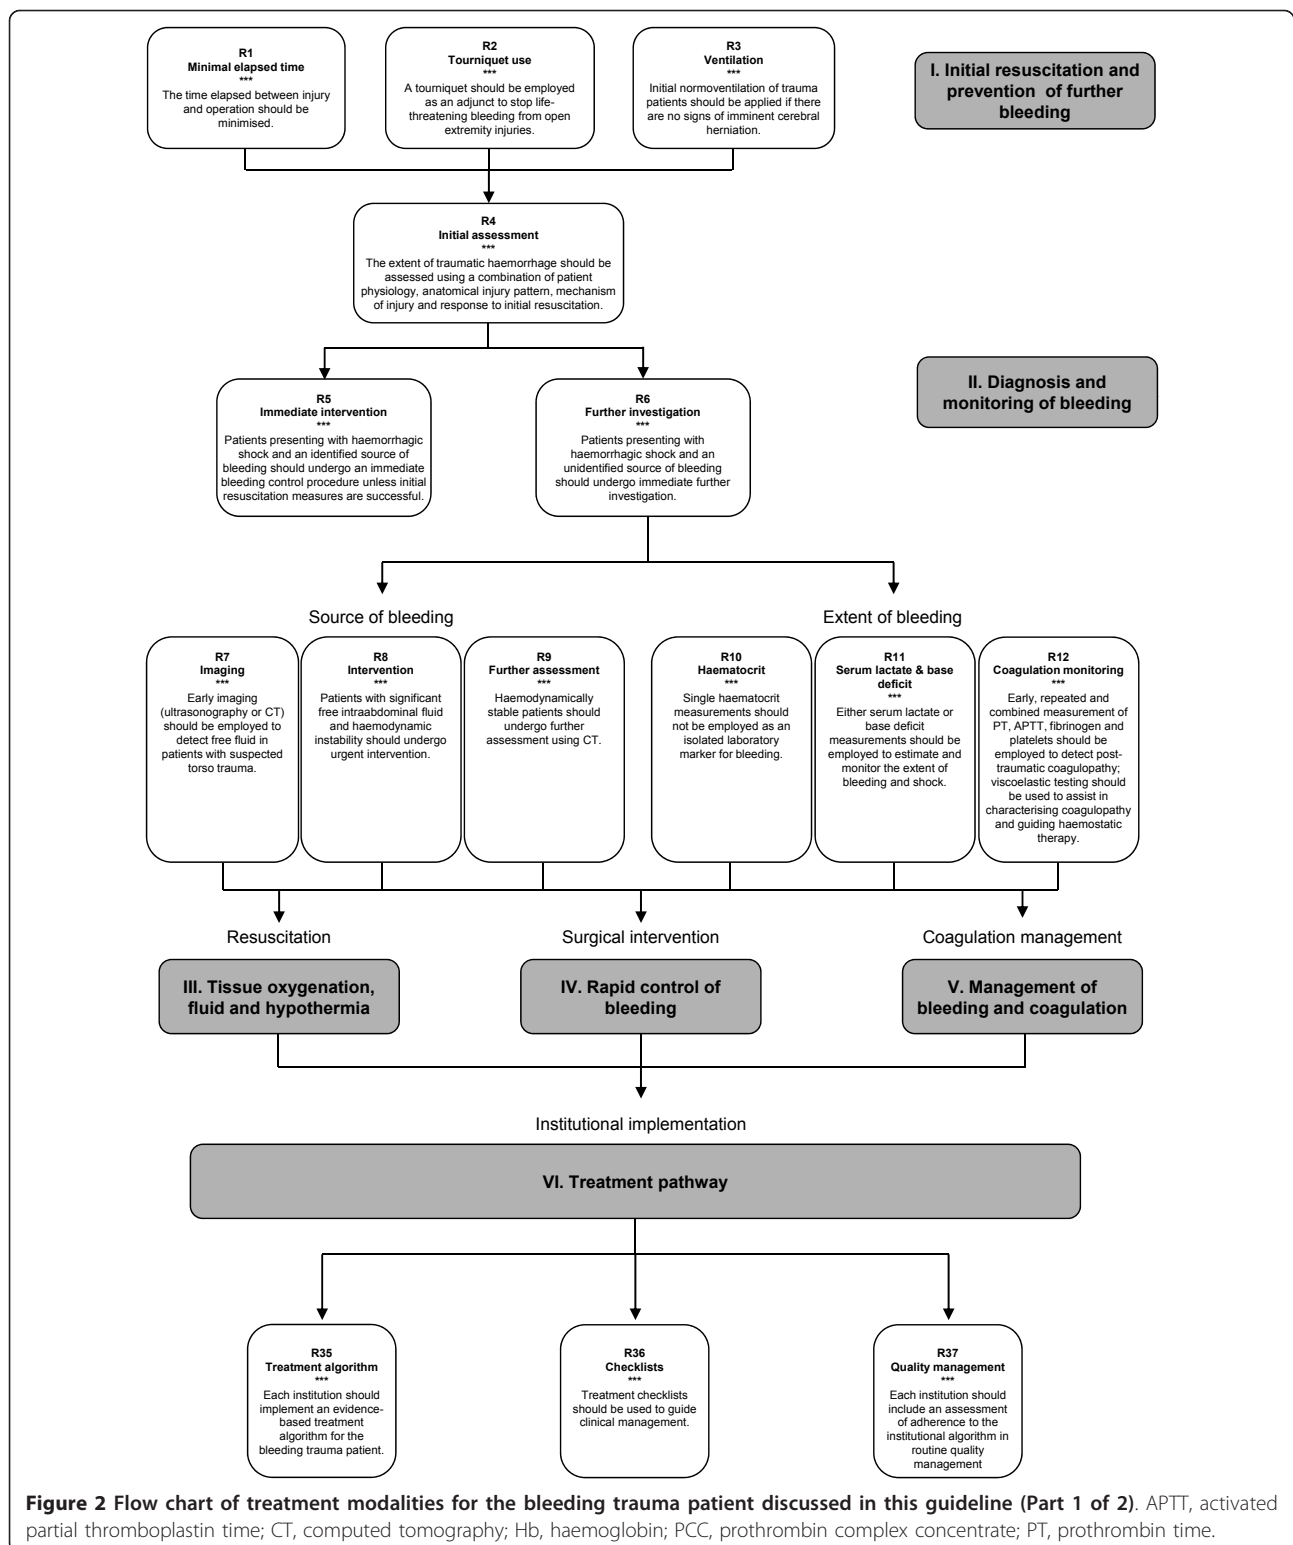 R1
Minimal elapsed time
***
The time elapsed between injury
and operation should be
minimised.
R2
Tourniquet use
***
A tourniquet should be employed
as an adjunct to stop life-
threatening bleeding from open
extremity injuries.
R3
Ventilation
***
Initial normoventilation of trauma
patients should be applied if there
are no signs of imminent cerebral
herniation.
I. Initial resuscitation and
prevention of further
bleeding
R4
Initial assessment
***
The extent of traumatic haemorrhage should be
assessed using a combination of patient
physiology, anatomical injury pattern, mechanism
of injury and response to initial resuscitation.
II. Diagnosis and
monitoring of bleeding
R5
Immediate intervention
***
Patients presenting with haemorrhagic
shock and an identified source of
bleeding should undergo an immediate
bleeding control procedure unless initial
resuscitation measures are successful.
R6
Further investigation
***
Patients presenting with
haemorrhagic shock and an
unidentified source of bleeding
should undergo immediate further
investigation.
Source of bleeding
Extent of bleeding
R7
Imaging
***
Early imaging
(ultrasonography or CT)
should be employed to
detect free fluid in
patients with suspected
torso trauma.
R8
Intervention
***
Patients with significant
free intraabdominal fluid
and haemodynamic
instability should undergo
urgent intervention.
R9
Further assessment
***
Haemodynamically
stable patients should
undergo further
assessment using CT.
R10
Haematocrit
***
Single haematocrit
measurements should
not be employed as an
isolated laboratory
marker for bleeding.
R11
Serum lactate & base
deficit
***
Either serum lactate or
base deficit
measurements should be
employed to estimate and
monitor the extent of
bleeding and shock.
R12
Coagulation monitoring
***
Early, repeated and
combined measurement of
PT, APTT, fibrinogen and
platelets should be
employed to detect post-
traumatic coagulopathy;
viscoelastic testing should
be used to assist in
characterising coagulopathy
and guiding haemostatic
therapy.
Resuscitation
Surgical intervention
Coagulation management
III. Tissue oxygenation,
fluid and hypothermia
IV. Rapid control of
bleeding
V. Management of
bleeding and coagulation
Institutional implementation
VI. Treatment pathway
R35
Treatment algorithm
***
Each institution should
implement an evidence-
based treatment
algorithm for the
bleeding trauma patient.
R36
Checklists
***
Treatment checklists
should be used to guide
clinical management.
R37
Quality management
***
Each institution should
include an assessment
of adherence to the
institutional algorithm in
routine quality
management
Figure 2 Flow chart of treatment modalities for the bleeding trauma patient discussed in this guideline (Part 1 of 2). APTT, activated
partial thromboplastin time; CT, computed tomography; Hb, haemoglobin; PCC, prothrombin complex concentrate; PT, prothrombin time.